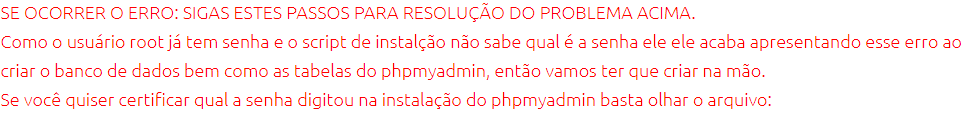 SE OCORRER O ERRO: SIGAS ESTES PASSOS PARA RESOLUÇÃO DO PROBLEMA ACIMA.
Como o usuário root já tem senha e o script de instalção não sabe qual é a senha ele ele acaba apresentando esse erro ao
criar o banco de dados bem como as tabelas do phpmyadmin, então vamos ter que criar na mão.
Se você quiser certificar qual a senha digitou na instalação do phpmyadmin basta olhar o arquivo: